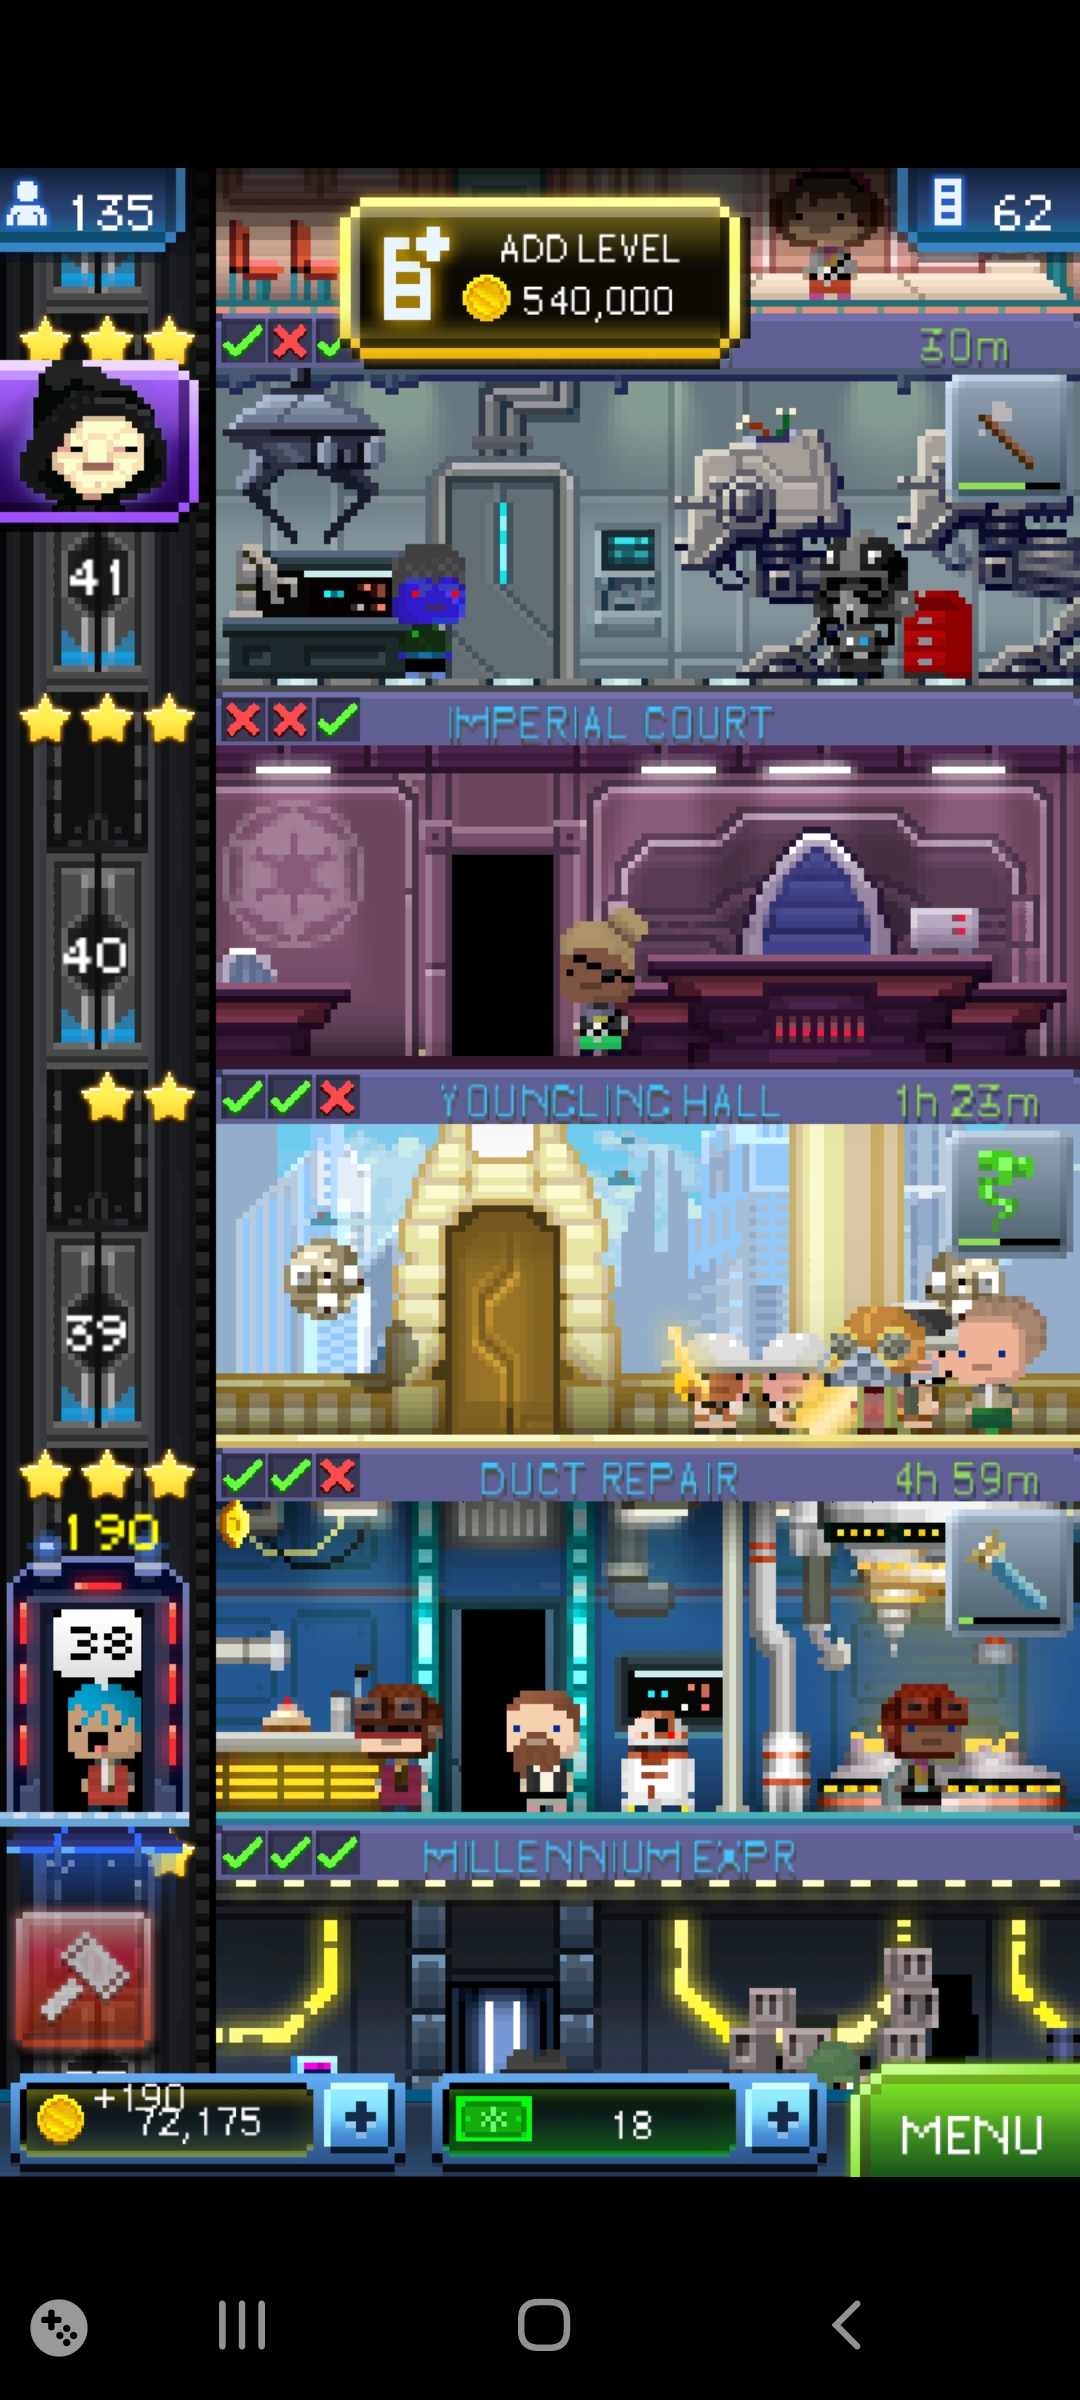 135
62
ADD LEVEL
540,000
30m
41
IMPERIAL COURT
40
YOUNGLING HALL
1h 23m
39
DUCT REPAIR
4h 59m
190
38
MILLENNIUM EXPR
+190
72,175
18
MENU